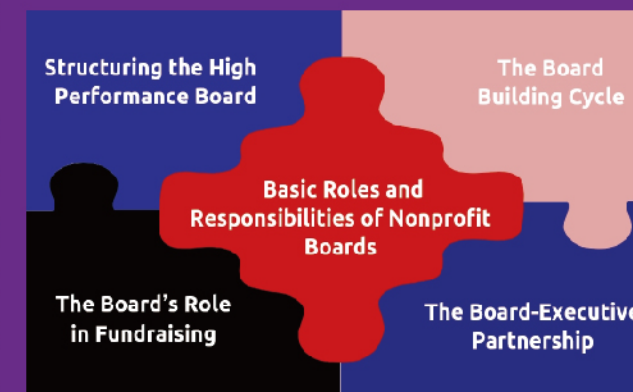 Structuring the High
Performance Board
The Board
Building Cycle
Basic Roles and
Responsibilities of Nonprofit
Boards
The Board's Role
in Fundraising
The Board-Executive
Partnership